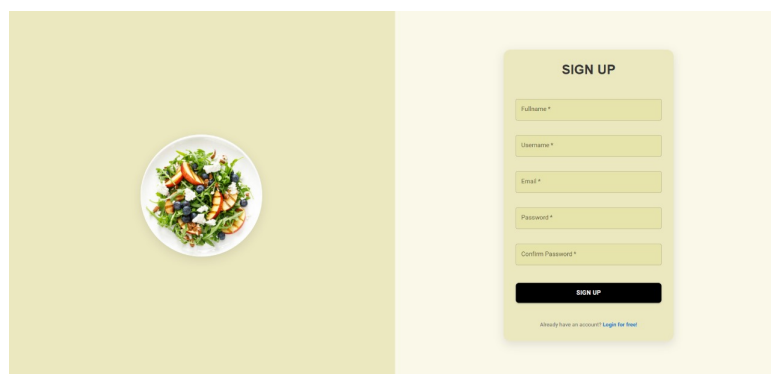 SIGN UP
Fullname *
Username *
Email *
Password *
Confirm Password *
SIGN UP
Already have an account? Login for free!